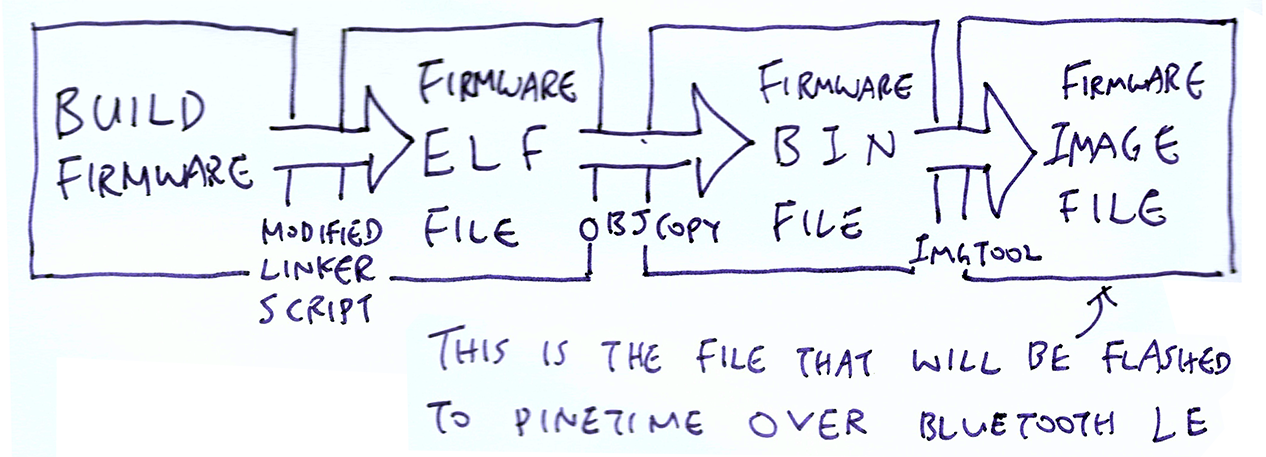 BUILD
FIRMWARE
MODIFIED
LINKER
SCRIPT
FIRMWARE
ELF
FILE
OBJCOPY
FIRMWARE
BIN
FILE
IMGTOOL
FIRMWARE
IMAGE
FILE
THIS IS THE FILE THAT WILL BE FLASHED
TO PINETIME OVER BLUETOOTH LE